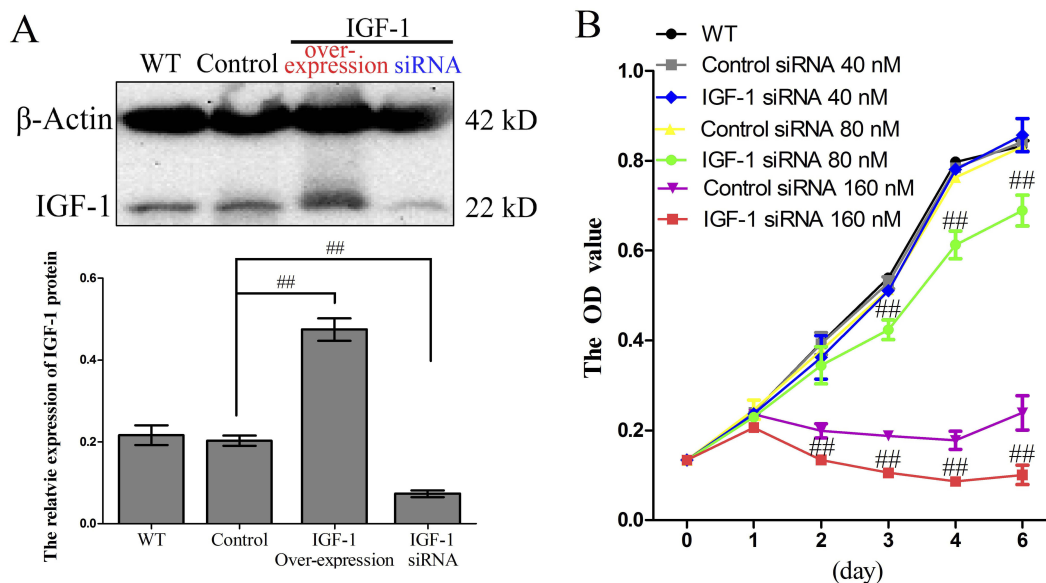 A
IGF-1
WT Control over-expression siRNA
β-Actin 42 kD
IGF-1 22 kD
The relatvie expression of IGF-1 protein
0.6
0.4
0.2
0.0
##
##
WT Control IGF-1 Over-expression IGF-1 siRNA
B
WT
Control siRNA 40 nM
IGF-1 siRNA 40 nM
Control siRNA 80 nM
IGF-1 siRNA 80 nM
Control siRNA 160 nM
IGF-1 siRNA 160 nM
The OD value
1.0
0.8
0.6
0.4
0.2
0.0
##
##
##
##
##
##
##
0 1 2 3 4 6
(day)